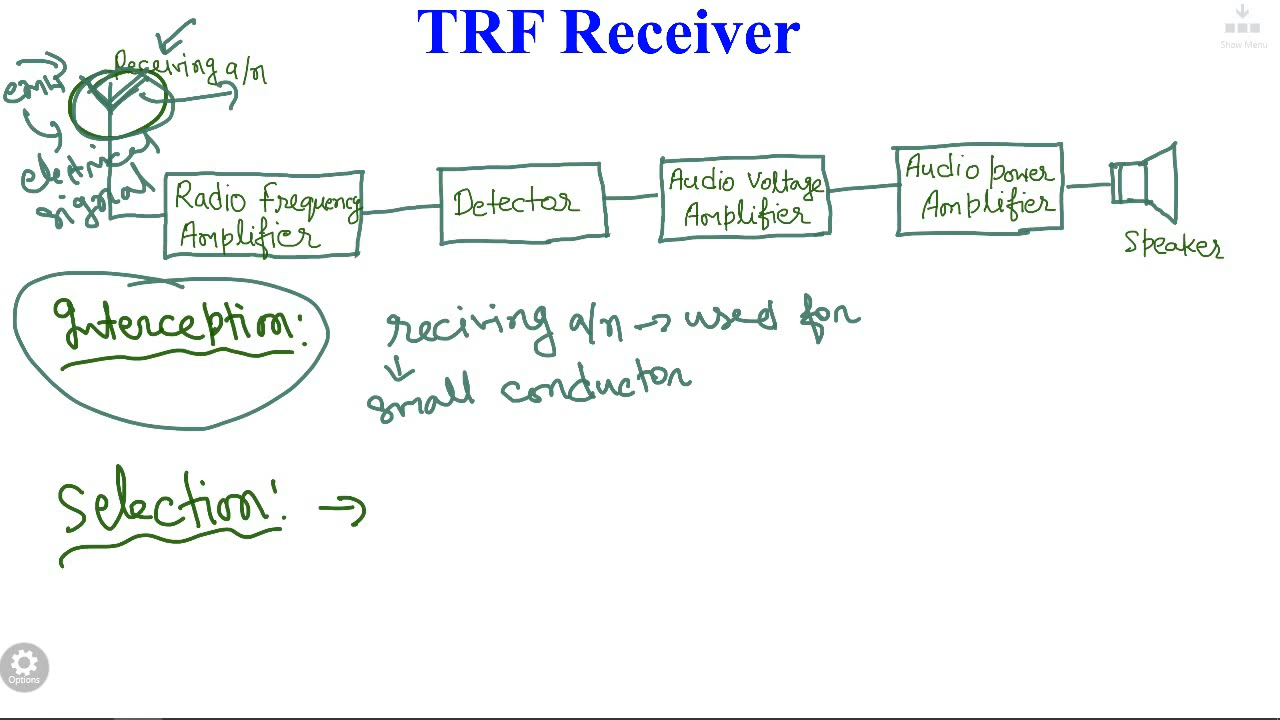 TRF Receiver
Show Menu
Receiving a/n
emw
electrical
signal
Radio frequency
Amplifier
Detector
Audio Voltage
Amplifier
Audio power
Amplifier
Speaker
Interception:
reciving a/n → used for
small conductor
Selection: →
Options